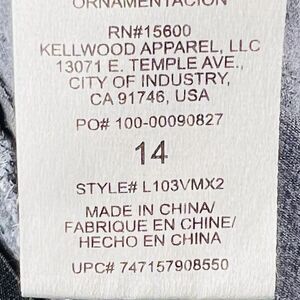 ORNAMENTACIÓN
RN#15600
KELLWOOD APPAREL, LLC
13071 E. TEMPLE AVE.,
CITY OF INDUSTRY,
CA 91746, USA
PO# 100-00090827
14
STYLE# L103VMX2
MADE IN CHINA/
FABRIQUE EN CHINE/
HECHO EN CHINA
UPC# 747157908550